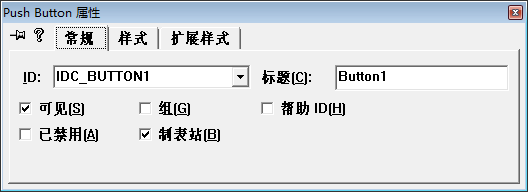 Push Button 属性
常规 样式 扩展样式
ID: IDC_BUTTON1 标题(C): Button1
可见(S) 组(G) 帮助 ID(H)
已禁用(A) 制表站(B)